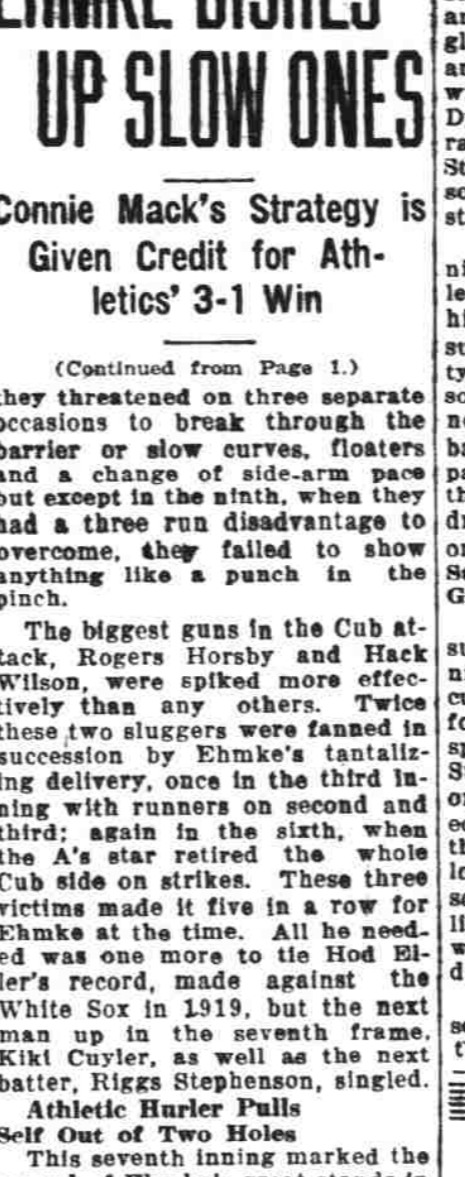 EHMKE DISHES
UP SLOW ONES
Connie Mack's Strategy is
Given Credit for Ath-
letics' 3-1 Win
(Continued from Page 1.)
they threatened on three separate
occasions to break through the
barrier or slow curves, floaters
and a change of side-arm pace
but except in the ninth, when they
had a three run disadvantage to
overcome, they failed to show
anything like a punch in the
pinch.
The biggest guns in the Cub at-
tack, Rogers Horsby and Hack
Wilson, were spiked more effec-
tively than any others. Twice
these two sluggers were fanned in
succession by Ehmke's tantaliz-
ing delivery, once in the third in-
ning with runners on second and
third; again in the sixth, when
the A's star retired the whole
Cub side on strikes. These three
victims made it five in a row for
Ehmke at the time. All he need-
ed was one more to tie Hod El-
ler's record, made against the
White Sox in 1919, but the next
man up in the seventh frame,
Kiki Cuyler, as well as the next
batter, Riggs Stephenson, singled.
Athletic Hurler Pulls
Self Out of Two Holes
This seventh inning marked the